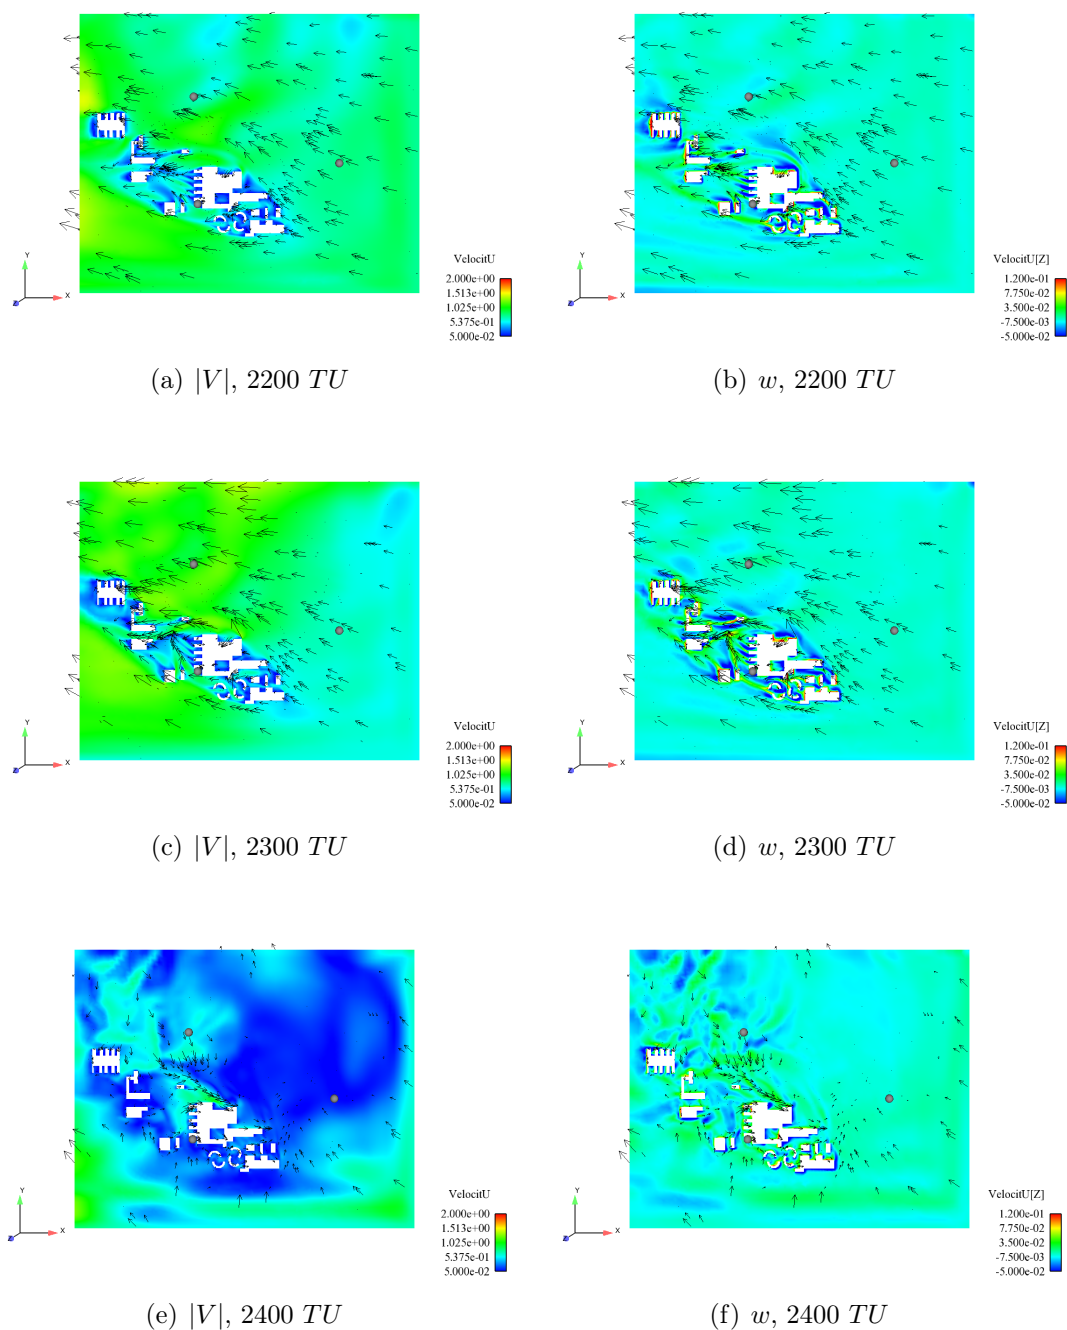 VelocitU
2.000e+00
1.513e+00
1.025e+00
5.375e-01
5.000e-02
Y
X
Z
(a) |V|, 2200 TU
VelocitU[Z]
1.200e-01
7.750e-02
3.500e-02
-7.500e-03
-5.000e-02
Y
X
Z
(b) w, 2200 TU
VelocitU
2.000e+00
1.513e+00
1.025e+00
5.375e-01
5.000e-02
Y
X
Z
(c) |V|, 2300 TU
VelocitU[Z]
1.200e-01
7.750e-02
3.500e-02
-7.500e-03
-5.000e-02
Y
X
Z
(d) w, 2300 TU
VelocitU
2.000e+00
1.513e+00
1.025e+00
5.375e-01
5.000e-02
Y
X
Z
(e) |V|, 2400 TU
VelocitU[Z]
1.200e-01
7.750e-02
3.500e-02
-7.500e-03
-5.000e-02
Y
X
Z
(f) w, 2400 TU